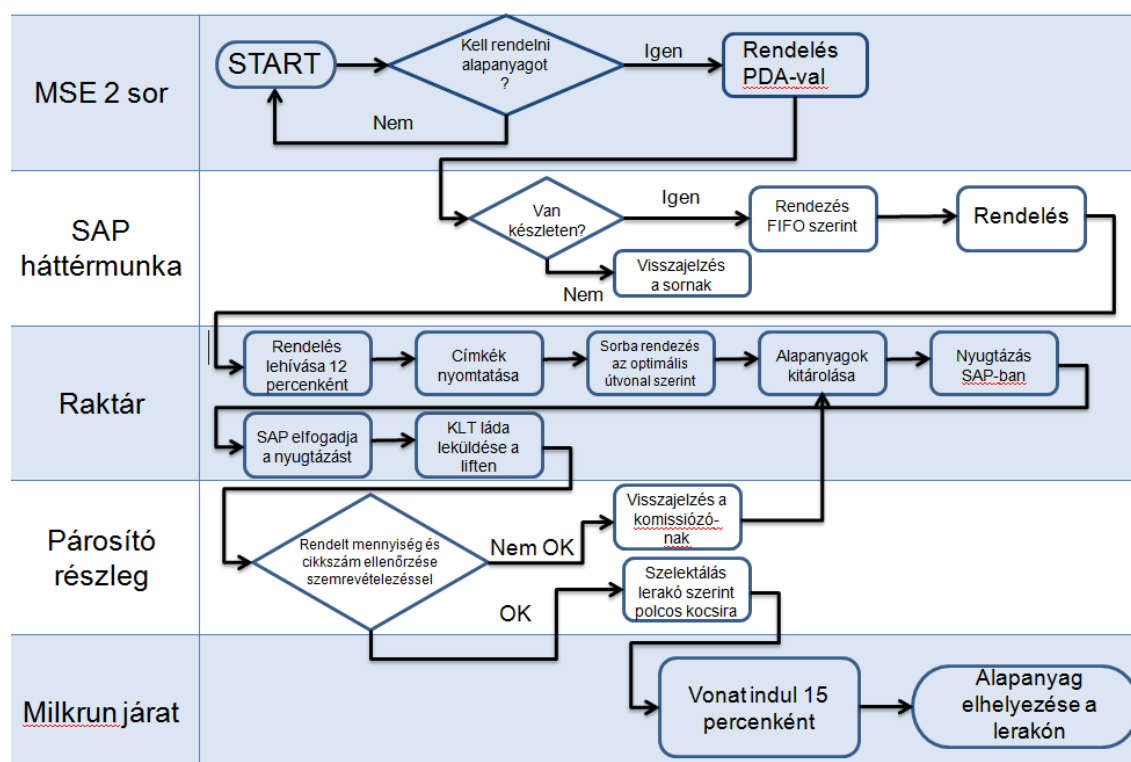 MSE 2 sor
START
Kell rendelni
alapanyagot
?
Igen
Rendelés
PDA-val
Nem
SAP
háttérmunka
Van
készleten?
Igen
Rendezés
FIFO szerint
Rendelés
Nem
Visszajelzés
a sornak
Raktár
Rendelés
lehívása 12
percenként
Címkék
nyomtatása
Sorba rendezés
az optimális
útvonal szerint
Alapanyagok
kitárolása
Nyugtázás
SAP-ban
SAP elfogadja
a nyugtázást
KLT láda
leküldése a
liften
Párosító
részleg
Rendelt mennyiség és
cikkszám ellenőrzése
szemrevételezéssel
Nem OK
Visszajelzés a
komissiózó-
nak
OK
Szelektálás
lerakó szerint
polcos kocsira
Milkrun járat
Vonat indul 15
percenként
Alapanyag
elhelyezése a
lerakón